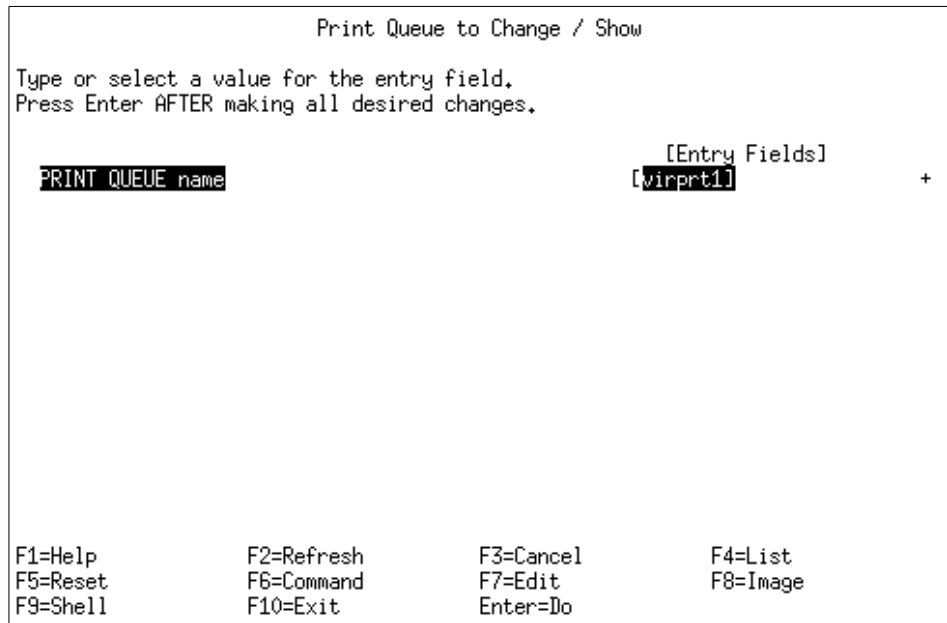 Print Queue to Change / Show
Type or select a value for the entry field.
Press Enter AFTER making all desired changes.
[Entry Fields]
PRINT QUEUE name [virprt1] +
F1=Help F2=Refresh F3=Cancel F4=List
F5=Reset F6=Command F7=Edit F8=Image
F9=Shell F10=Exit Enter=Do